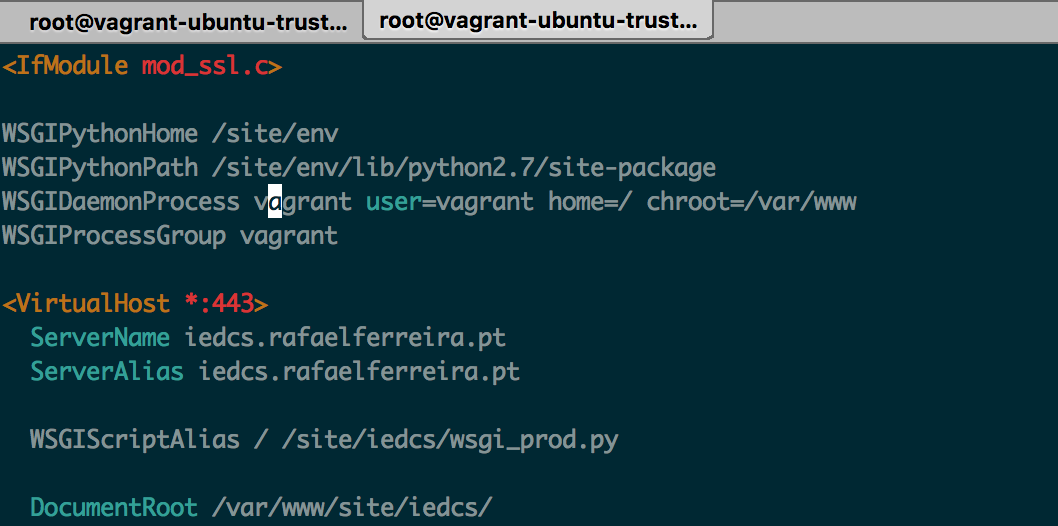 root@vagrant-ubuntu-trust... root@vagrant-ubuntu-trust...
<IfModule mod_ssl.c>
WSGIPythonHome /site/env
WSGIPythonPath /site/env/lib/python2.7/site-package
WSGIDaemonProcess vagrant user=vagrant home=/ chroot=/var/www
WSGIProcessGroup vagrant
<VirtualHost *:443>
ServerName iedcs.rafaelferreira.pt
ServerAlias iedcs.rafaelferreira.pt
WSGIScriptAlias / /site/iedcs/wsgi_prod.py
DocumentRoot /var/www/site/iedcs/